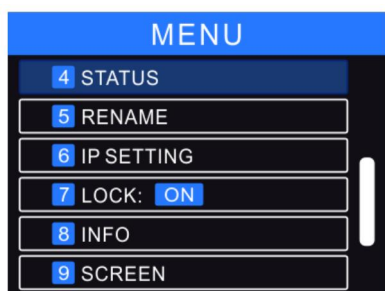 MENU
4 STATUS
5 RENAME
6 IP SETTING
7 LOCK: ON
8 INFO
9 SCREEN